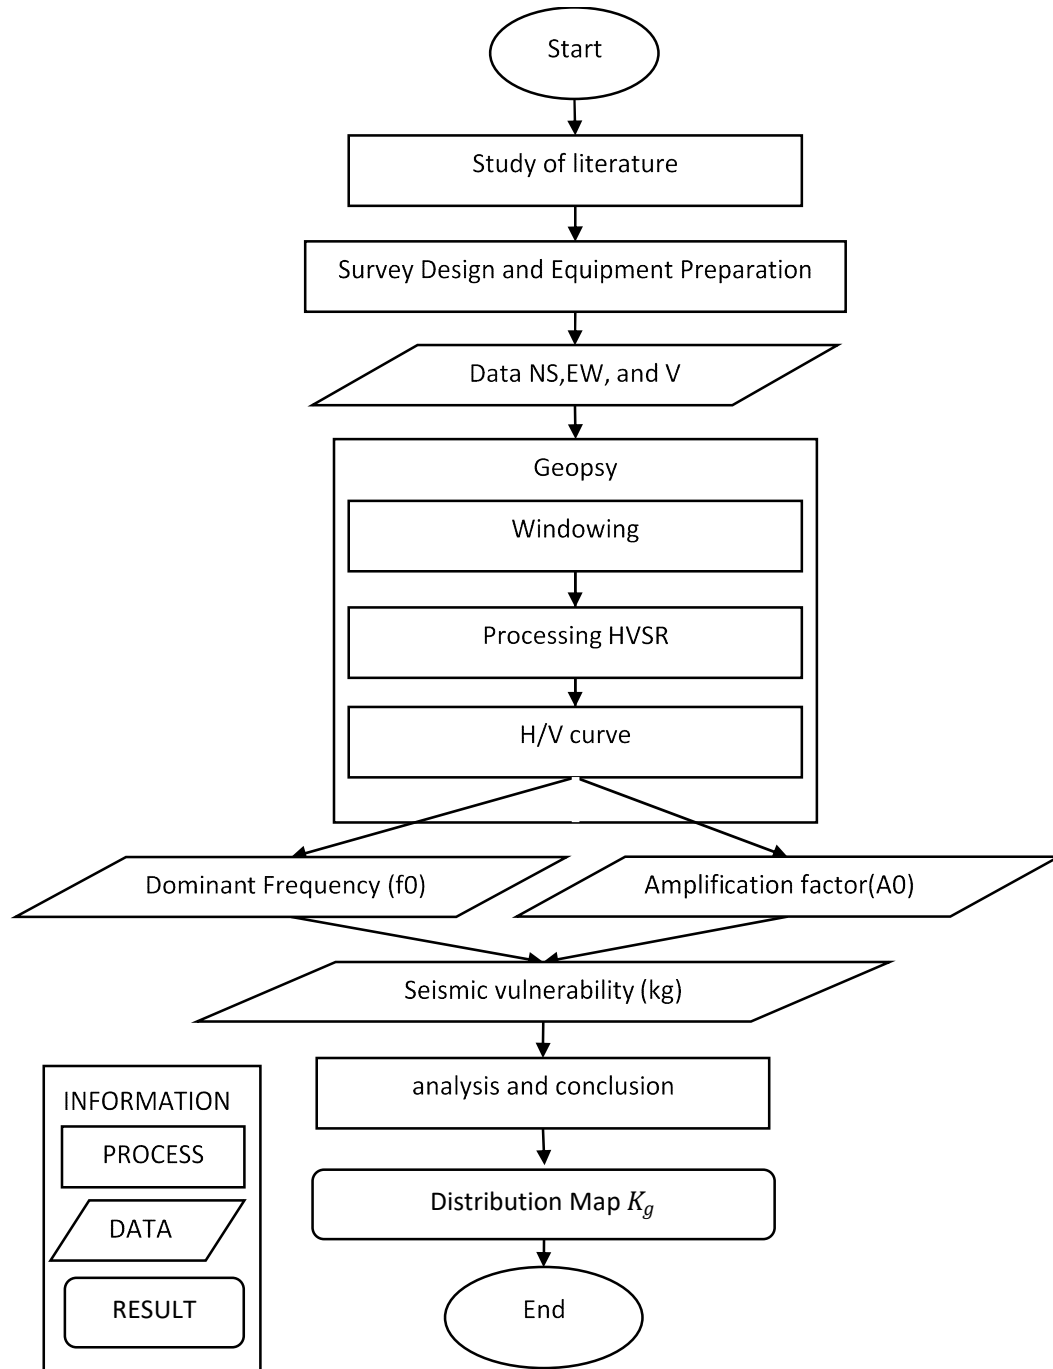 Start
Study of literature
Survey Design and Equipment Preparation
Data NS,EW, and V
Geopsy
Windowing
Processing HVSR
H/V curve
Dominant Frequency (f0)
Amplification factor(A0)
Seismic vulnerability (kg)
analysis and conclusion
Distribution Map K_g
End
INFORMATION
PROCESS
DATA
RESULT